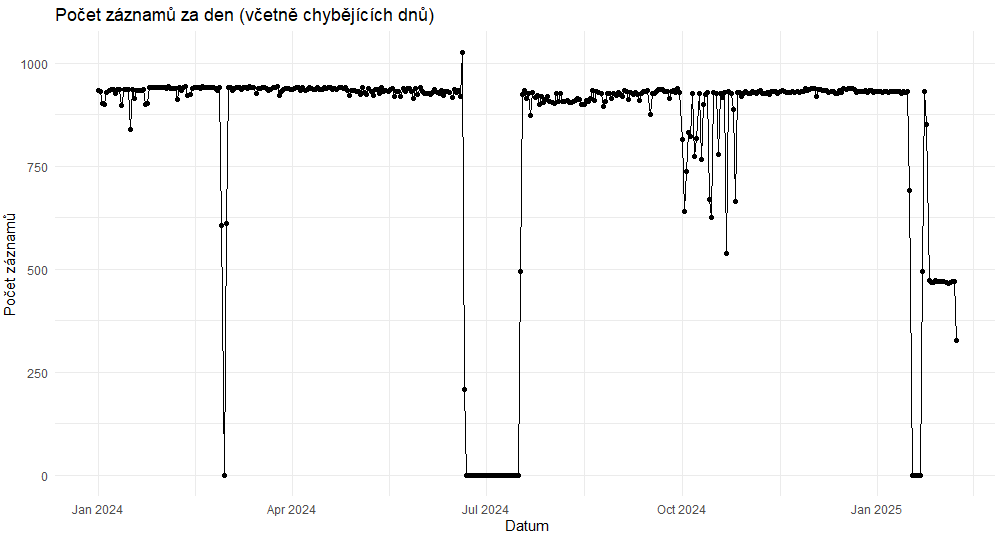 Počet záznamů za den (včetně chybějících dnů)
Počet záznamů
1000
750
500
250
0
Jan 2024
Apr 2024
Jul 2024
Oct 2024
Jan 2025
Datum